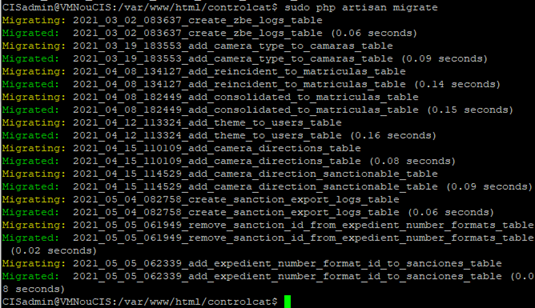 CISadmin@VMNouCIS:/var/www/html/controlcat$ sudo php artisan migrate
Migrating: 2021_03_02_083637_create_zbe_logs_table
Migrated:  2021_03_02_083637_create_zbe_logs_table (0.06 seconds)
Migrating: 2021_03_19_183553_add_camera_type_to_camaras_table
Migrated:  2021_03_19_183553_add_camera_type_to_camaras_table (0.09 seconds)
Migrating: 2021_04_08_134127_add_reincident_to_matriculas_table
Migrated:  2021_04_08_134127_add_reincident_to_matriculas_table (0.14 seconds)
Migrating: 2021_04_08_182449_add_consolidated_to_matriculas_table
Migrated:  2021_04_08_182449_add_consolidated_to_matriculas_table (0.15 seconds)
Migrating: 2021_04_12_113324_add_theme_to_users_table
Migrated:  2021_04_12_113324_add_theme_to_users_table (0.16 seconds)
Migrating: 2021_04_15_110109_add_camera_directions_table
Migrated:  2021_04_15_110109_add_camera_directions_table (0.08 seconds)
Migrating: 2021_04_15_114529_add_camera_direction_sanctionable_table
Migrated:  2021_04_15_114529_add_camera_direction_sanctionable_table (0.09 seconds)
Migrating: 2021_05_04_082758_create_sanction_export_logs_table
Migrated:  2021_05_04_082758_create_sanction_export_logs_table (0.06 seconds)
Migrating: 2021_05_05_061949_remove_sanction_id_from_expedient_number_formats_table
Migrated:  2021_05_05_061949_remove_sanction_id_from_expedient_number_formats_table
 (0.02 seconds)
Migrating: 2021_05_05_062339_add_expedient_number_format_id_to_sanciones_table
Migrated:  2021_05_05_062339_add_expedient_number_format_id_to_sanciones_table (0.0
8 seconds)
CISadmin@VMNouCIS:/var/www/html/controlcat$